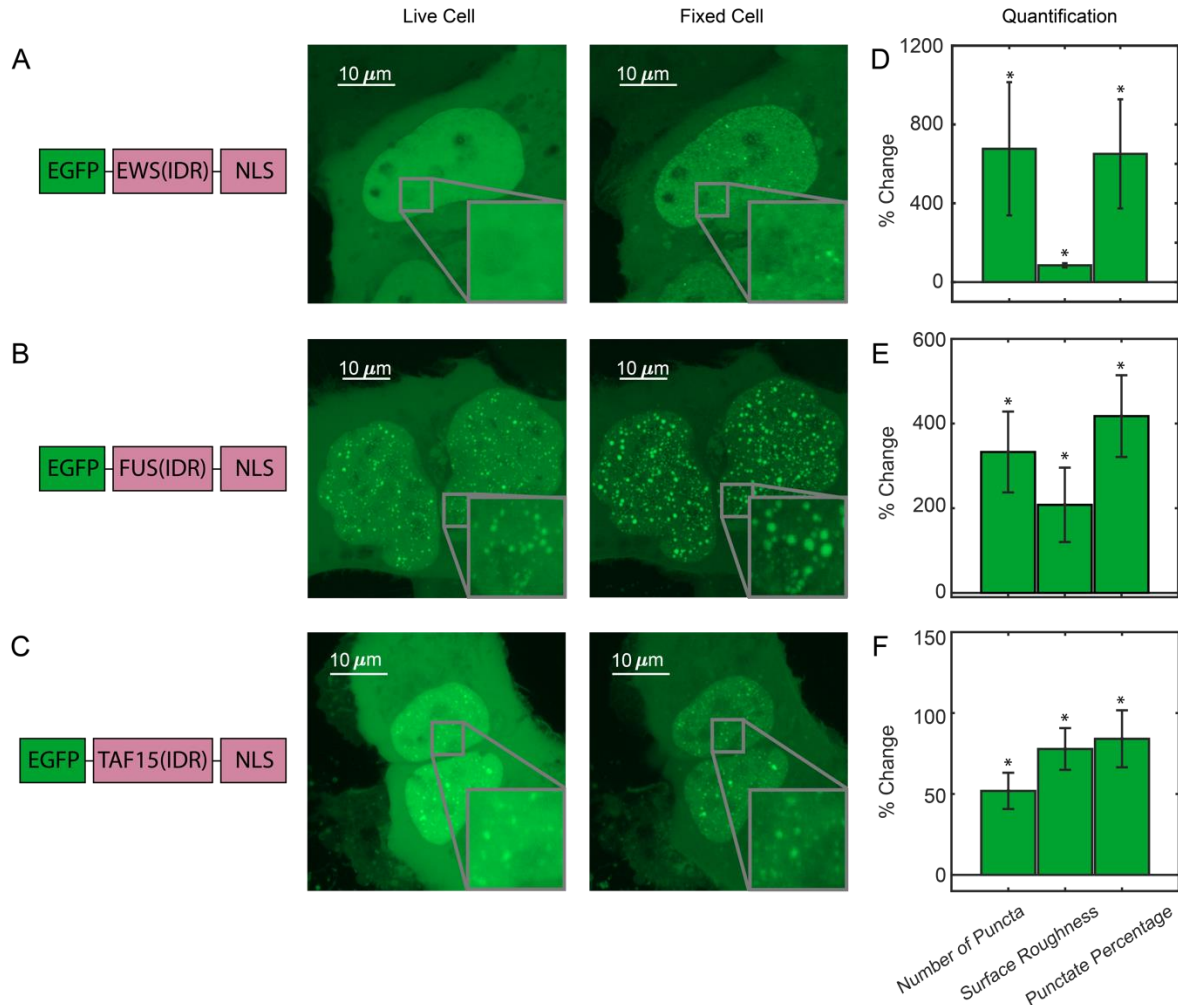 Live Cell
Fixed Cell
Quantification
A
EGFP
EWS(IDR)
NLS
10 μm
10 μm
D
% Change
1200
800
400
0
*
*
*
B
EGFP
FUS(IDR)
NLS
10 μm
10 μm
E
% Change
600
400
200
0
*
*
*
C
EGFP
TAF15(IDR)
NLS
10 μm
10 μm
F
% Change
150
100
50
0
*
*
*
Number of Puncta
Surface Roughness
Punctate Percentage